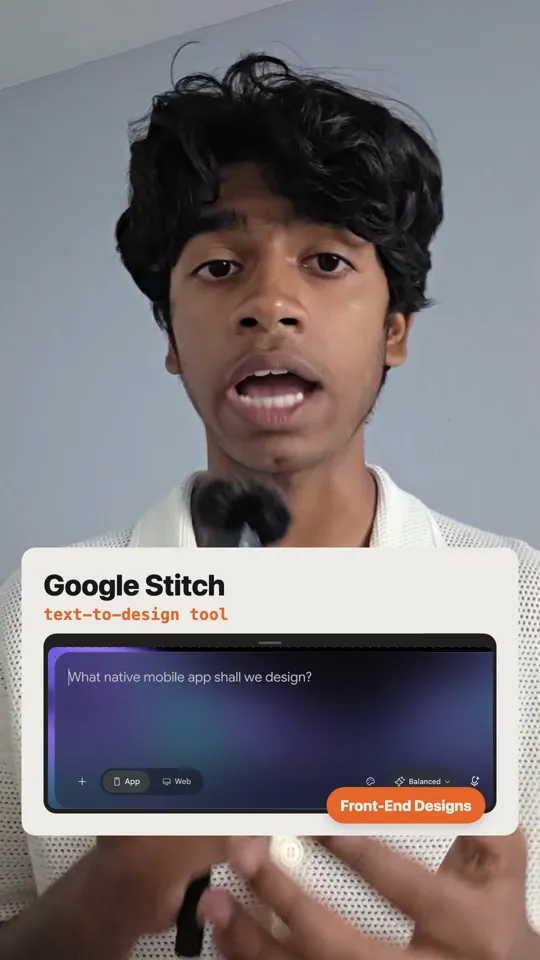 Google Stitch
text-to-design tool
What native mobile app shall we design?
App
Web
Balanced
Front-End Designs